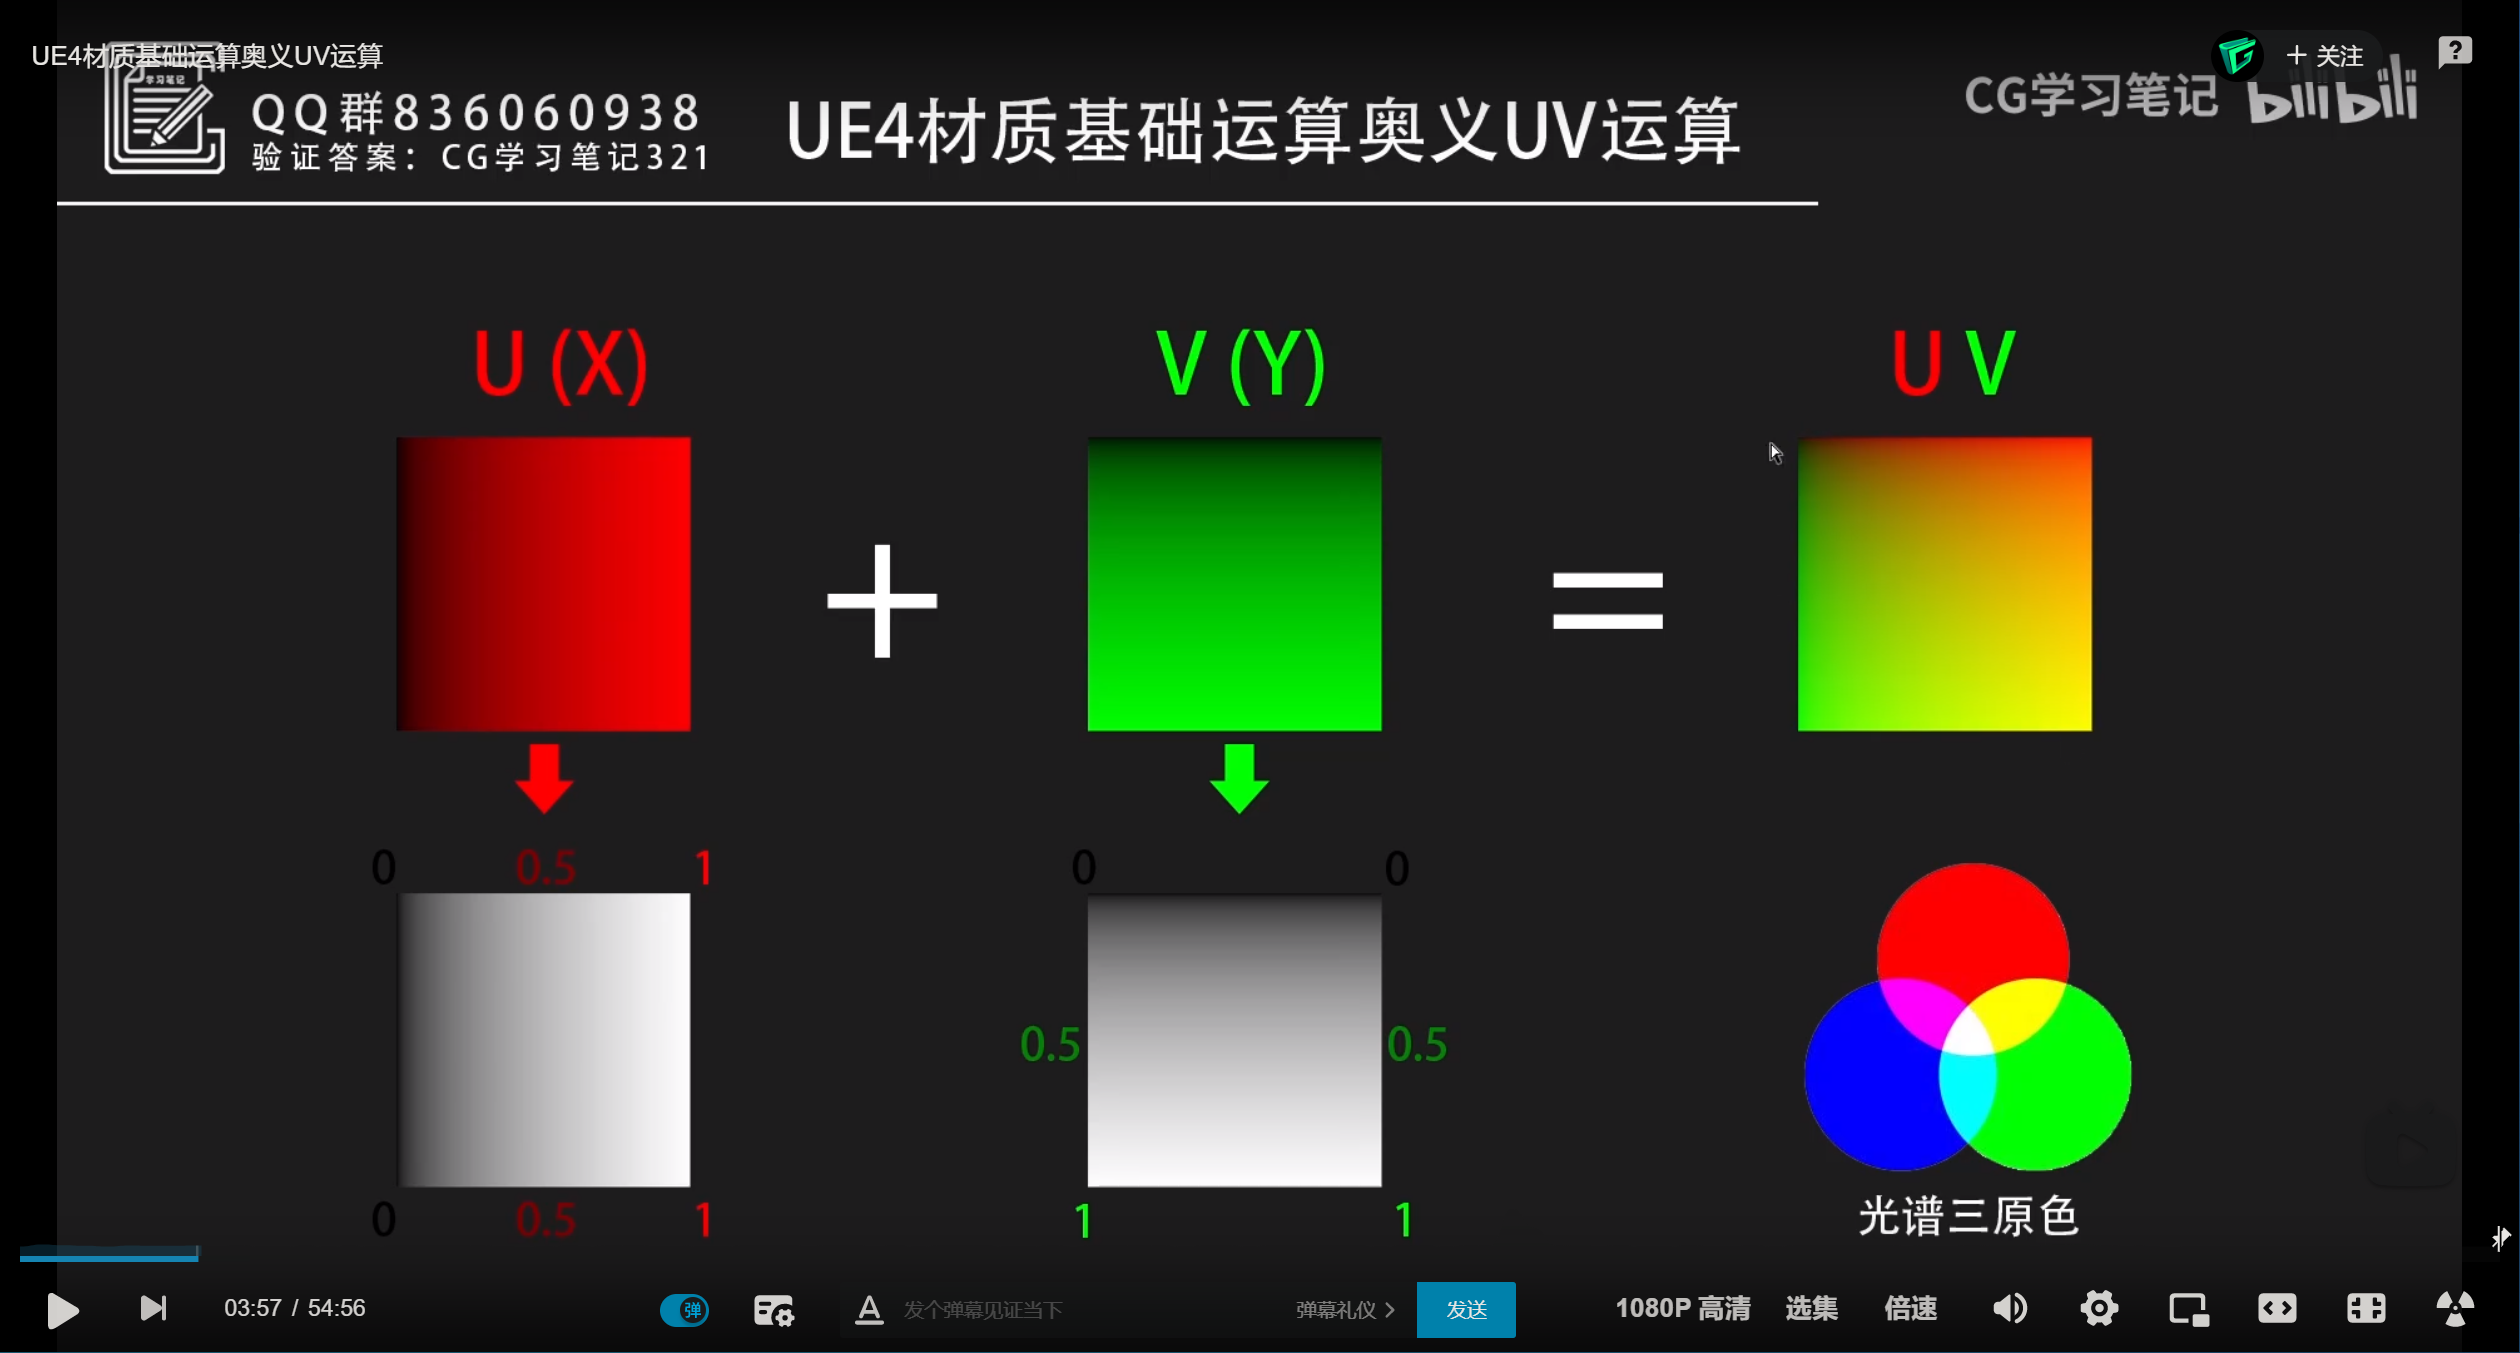 UE4材质基础运算奥义UV运算
+ 关注
学习笔记
QQ群836060938
验证答案：CG学习笔记321
UE4材质基础运算奥义UV运算
CG学习笔记 bilibili
U (X)
V (Y)
U V
+
=
0 0.5 1
0 0
0.5 0.5
0 0.5 1
1 1
光谱三原色
03:57 / 54:56
弹
发个弹幕见证当下
弹幕礼仪 >
发送
1080P 高清
选集
倍速